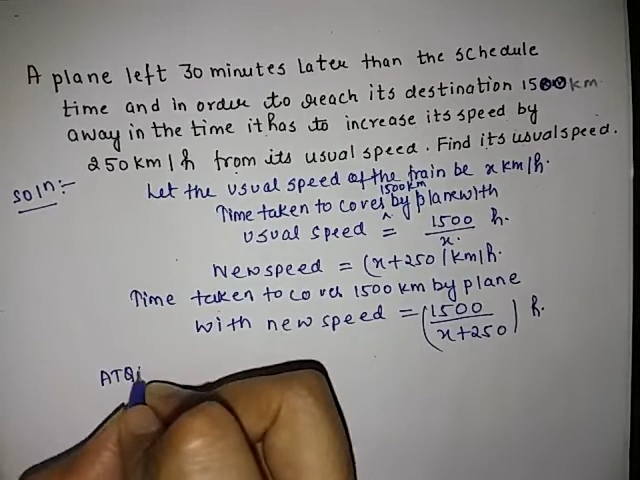 A plane left 30 minutes later than the schedule
time and in order to reach its destination 1500 km
away in the time it has to increase its speed by
250 km/h from its usual speed. Find its usual speed.
Soln:- Let the usual speed of the train be x km/h.
Time taken to cover 1500 km by plane with
usual speed = 1500/x h.
New speed = (x+250) km/h.
Time taken to cover 1500 km by plane
with new speed = (1500/x+250) h.
ATQ